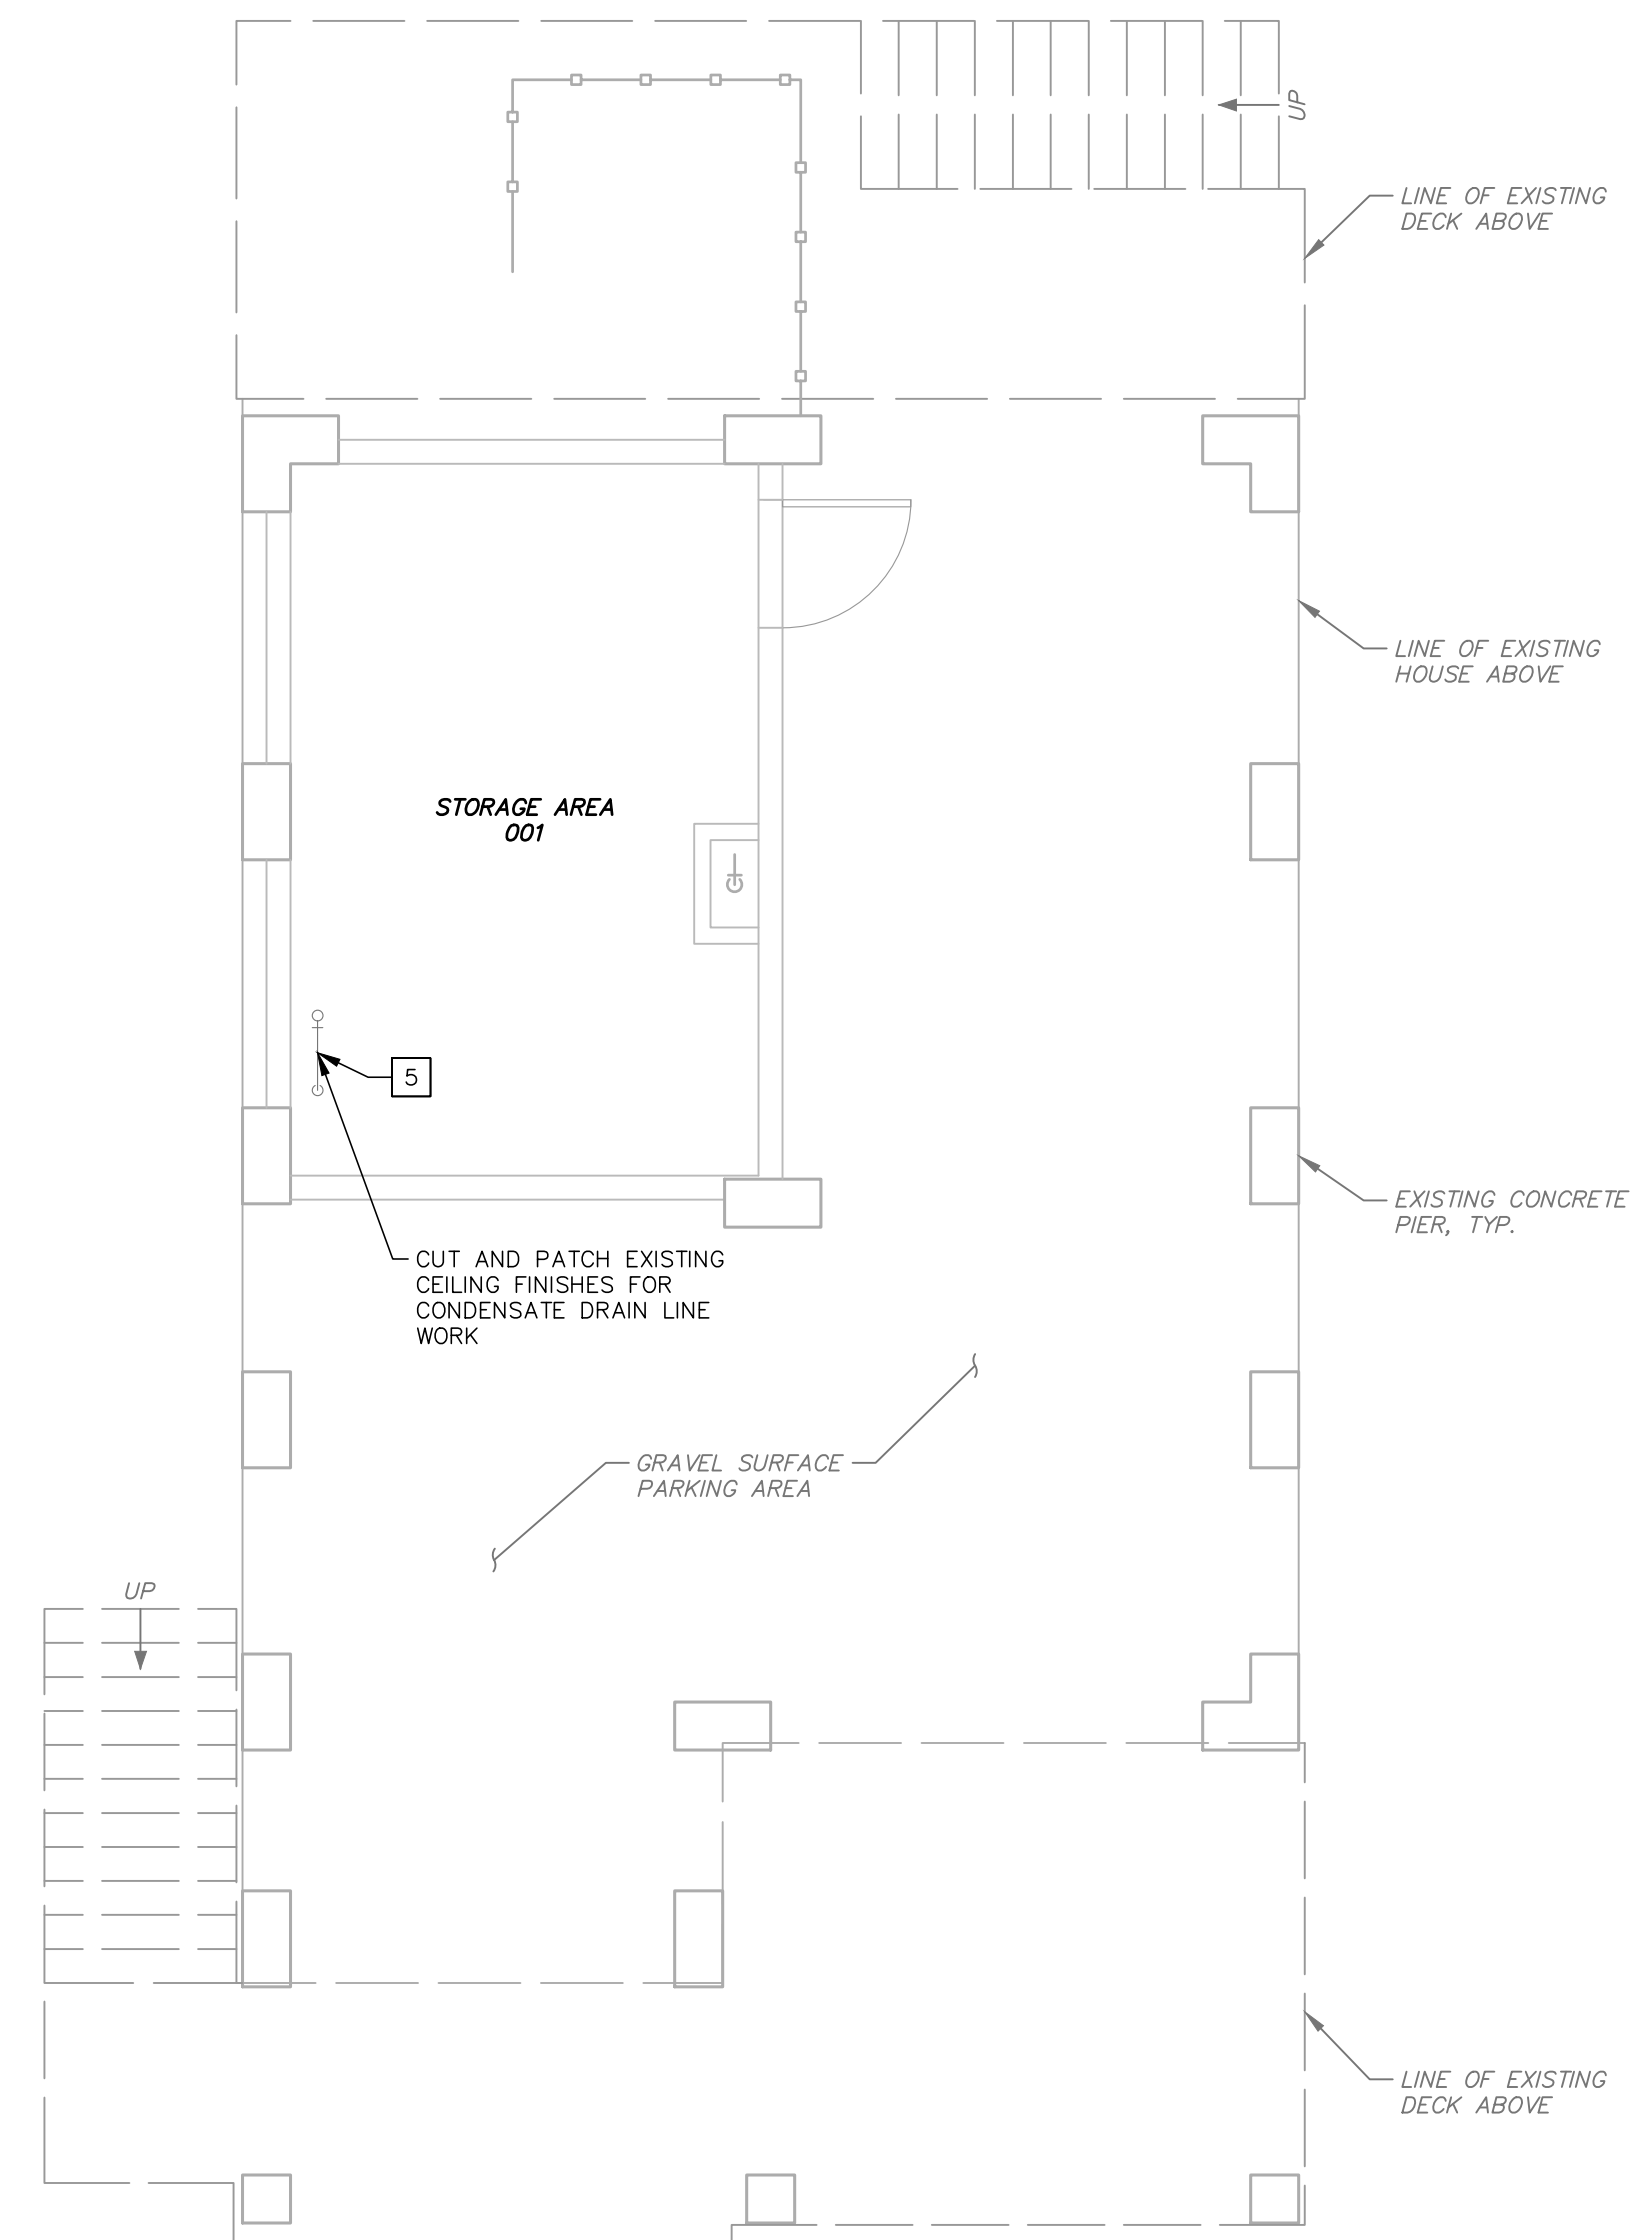 UP
LINE OF EXISTING
DECK ABOVE
LINE OF EXISTING
HOUSE ABOVE
STORAGE AREA
001
5
EXISTING CONCRETE
PIER, TYP.
CUT AND PATCH EXISTING
CEILING FINISHES FOR
CONDENSATE DRAIN LINE
WORK
GRAVEL SURFACE
PARKING AREA
UP
LINE OF EXISTING
DECK ABOVE